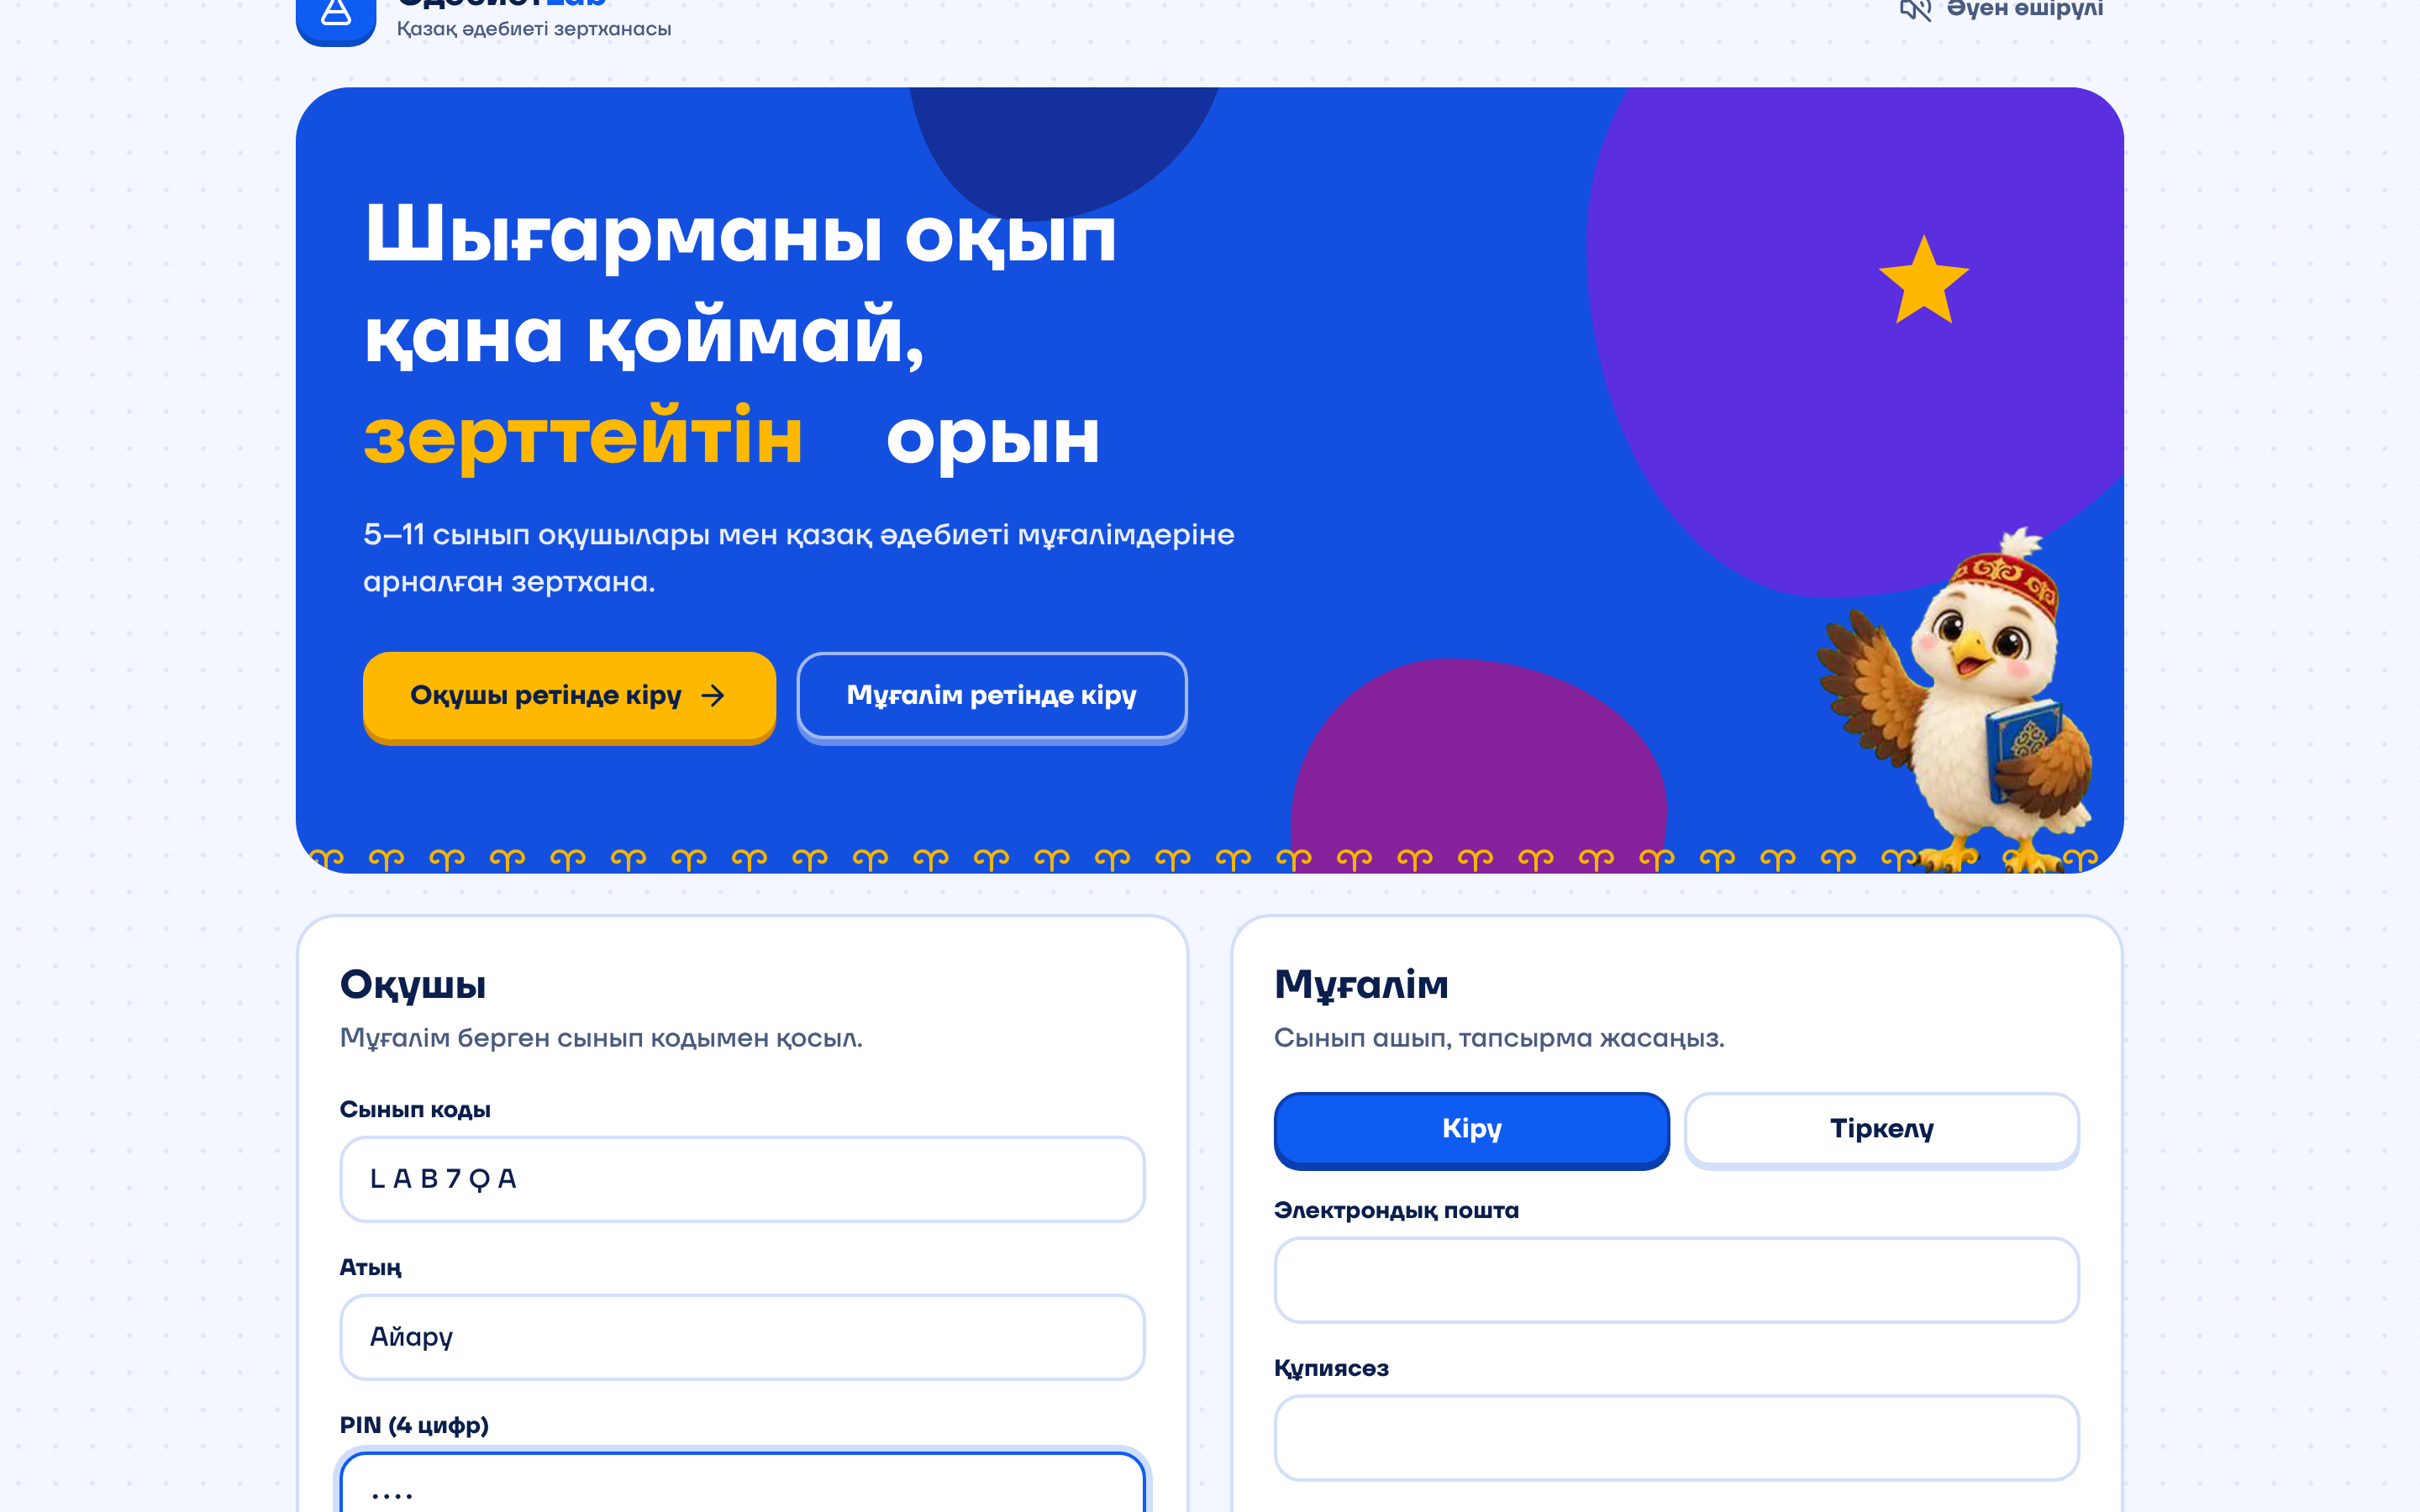 ӘдебиетLab
Қазақ әдебиеті зертханасы
Әуен өшірулі
Шығарманы оқып
қана қоймай,
зерттейтін орын
5–11 сынып оқушылары мен қазақ әдебиеті мұғалімдеріне
арналған зертхана.
Оқушы ретінде кіру →
Мұғалім ретінде кіру
Оқушы
Мұғалім берген сынып кодымен қосыл.
Сынып коды
LAB7QA
Атың
Айару
PIN (4 цифр)
....
Мұғалім
Сынып ашып, тапсырма жасаңыз.
Кіру
Тіркелу
Электрондық пошта
Құпиясөз